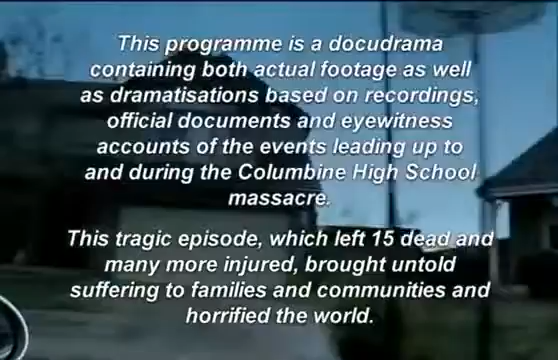 This programme is a docudrama
containing both actual footage as well
as dramatisations based on recordings,
official documents and eyewitness
accounts of the events leading up to
and during the Columbine High School
massacre.
This tragic episode, which left 15 dead and
many more injured, brought untold
suffering to families and communities and
horrified the world.